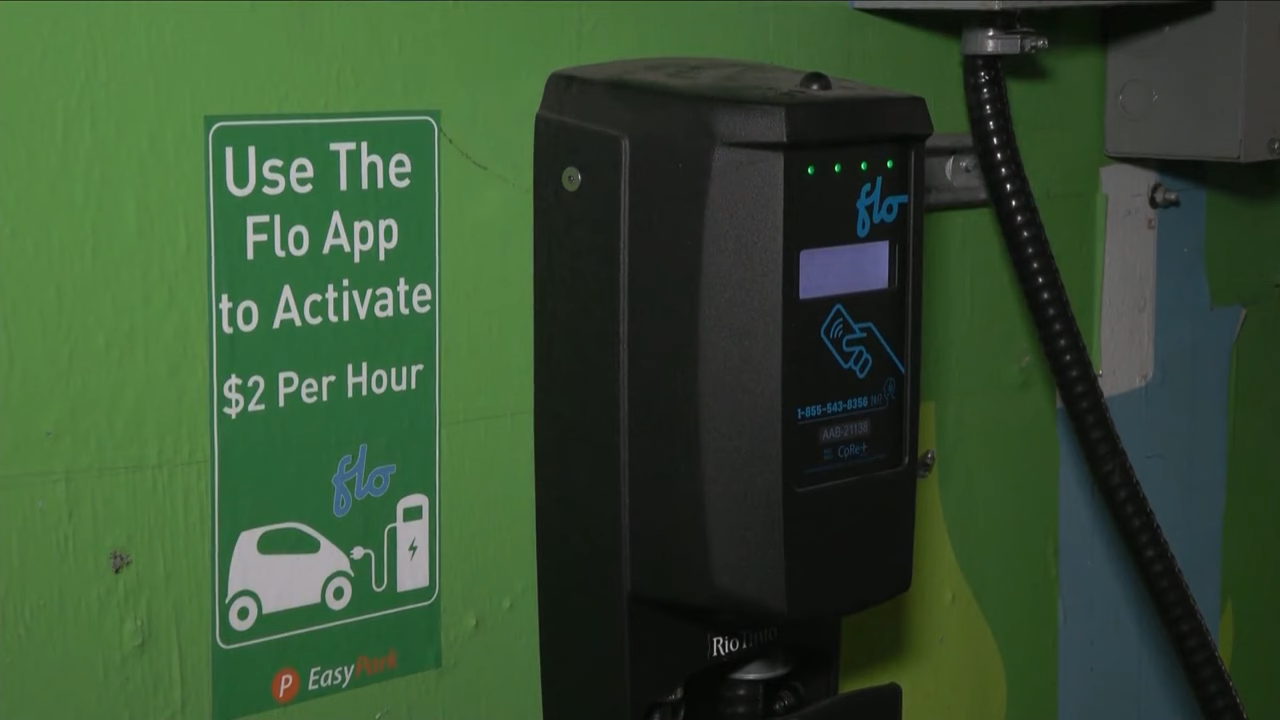 Use The
Flo App
to Activate
$2 Per Hour
flo
P EasyPark
flo
1-855-543-8356
AAB-21138
CoRe+
RioTinto